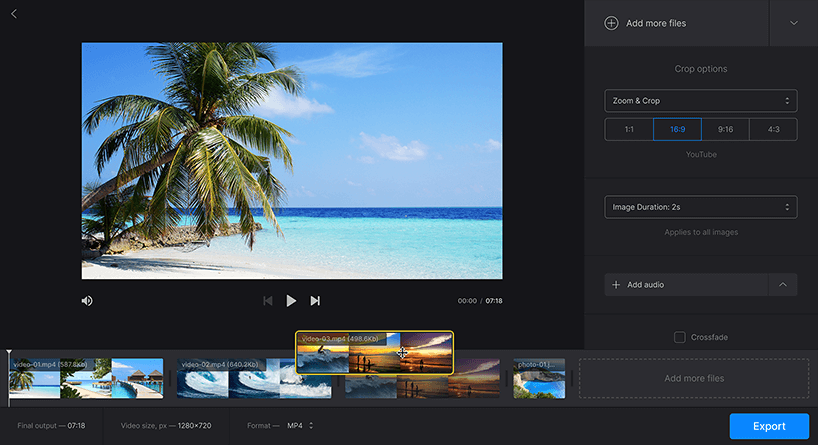 Add more files
Crop options
Zoom & Crop
1:1
16:9
9:16
4:3
YouTube
Image Duration: 2s
Applies to all images
Add audio
00:00 / 07:18
Crossfade
video-03.mp4 (498.6Kb)
video-01.mp4 (587.8Kb)
video-02.mp4 (640.2Kb)
photo-01.j...
Add more files
Final output — 07:18
Video size, px — 1280×720
Format — MP4
Export